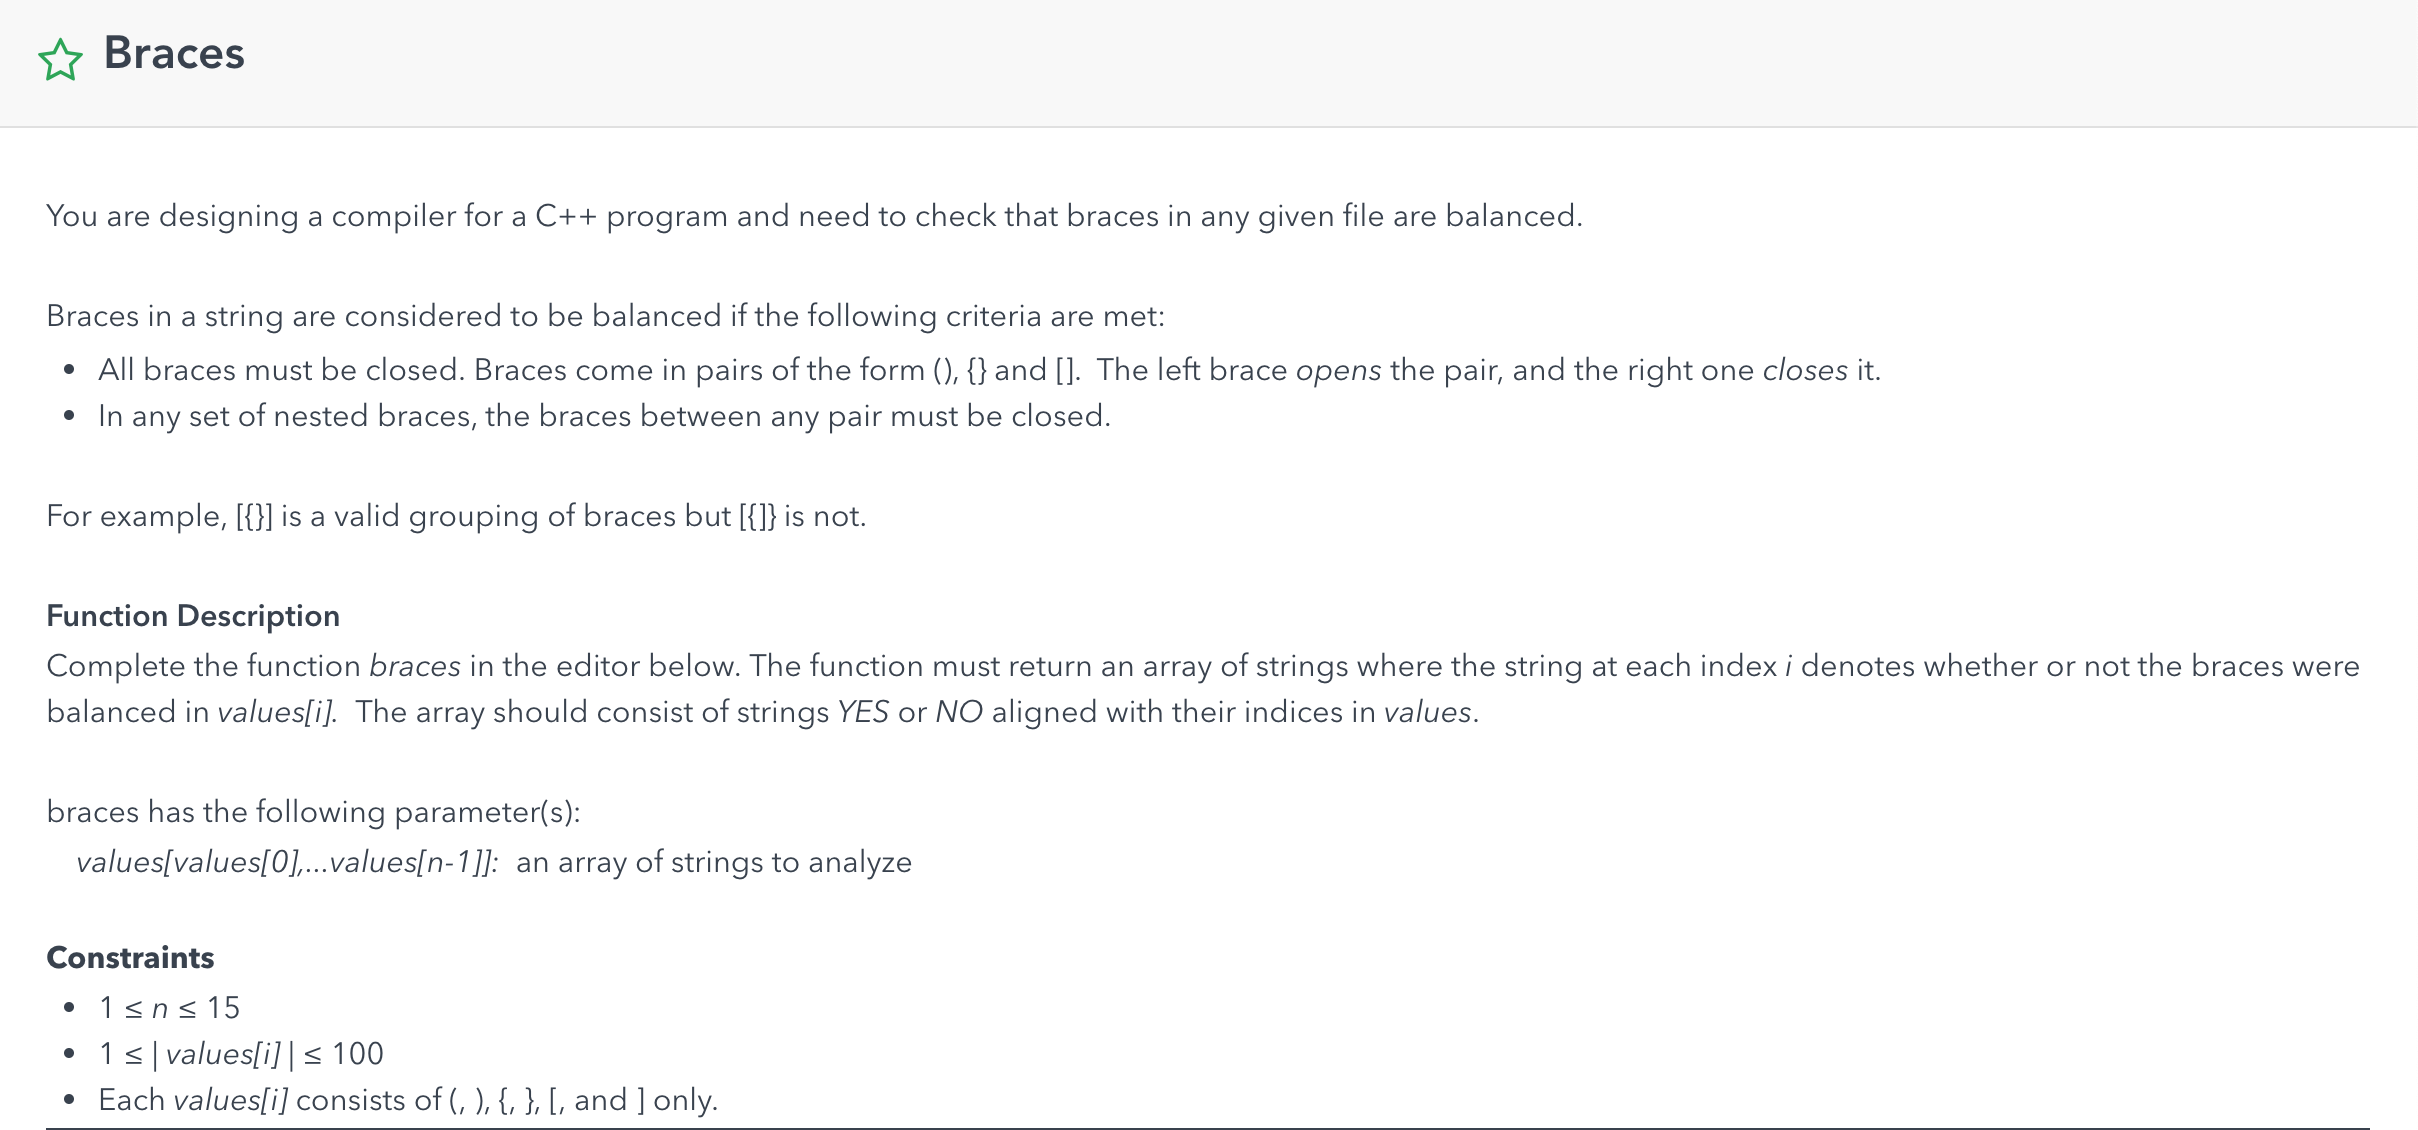 Braces
You are designing a compiler for a C++ program and need to check that braces in any given file are balanced.
Braces in a string are considered to be balanced if the following criteria are met:
• All braces must be closed. Braces come in pairs of the form (), {} and []. The left brace opens the pair, and the right one closes it.
• In any set of nested braces, the braces between any pair must be closed.
For example, [{}] is a valid grouping of braces but [{]} is not.
Function Description
Complete the function braces in the editor below. The function must return an array of strings where the string at each index i denotes whether or not the braces were
balanced in values[i]. The array should consist of strings YES or NO aligned with their indices in values.
braces has the following parameter(s):
values[values[0],...values[n-1]]: an array of strings to analyze
Constraints
• 1 ≤ n ≤ 15
• 1 ≤ | values[i] | ≤ 100
• Each values[i] consists of (, ), {, }, [, and ] only.